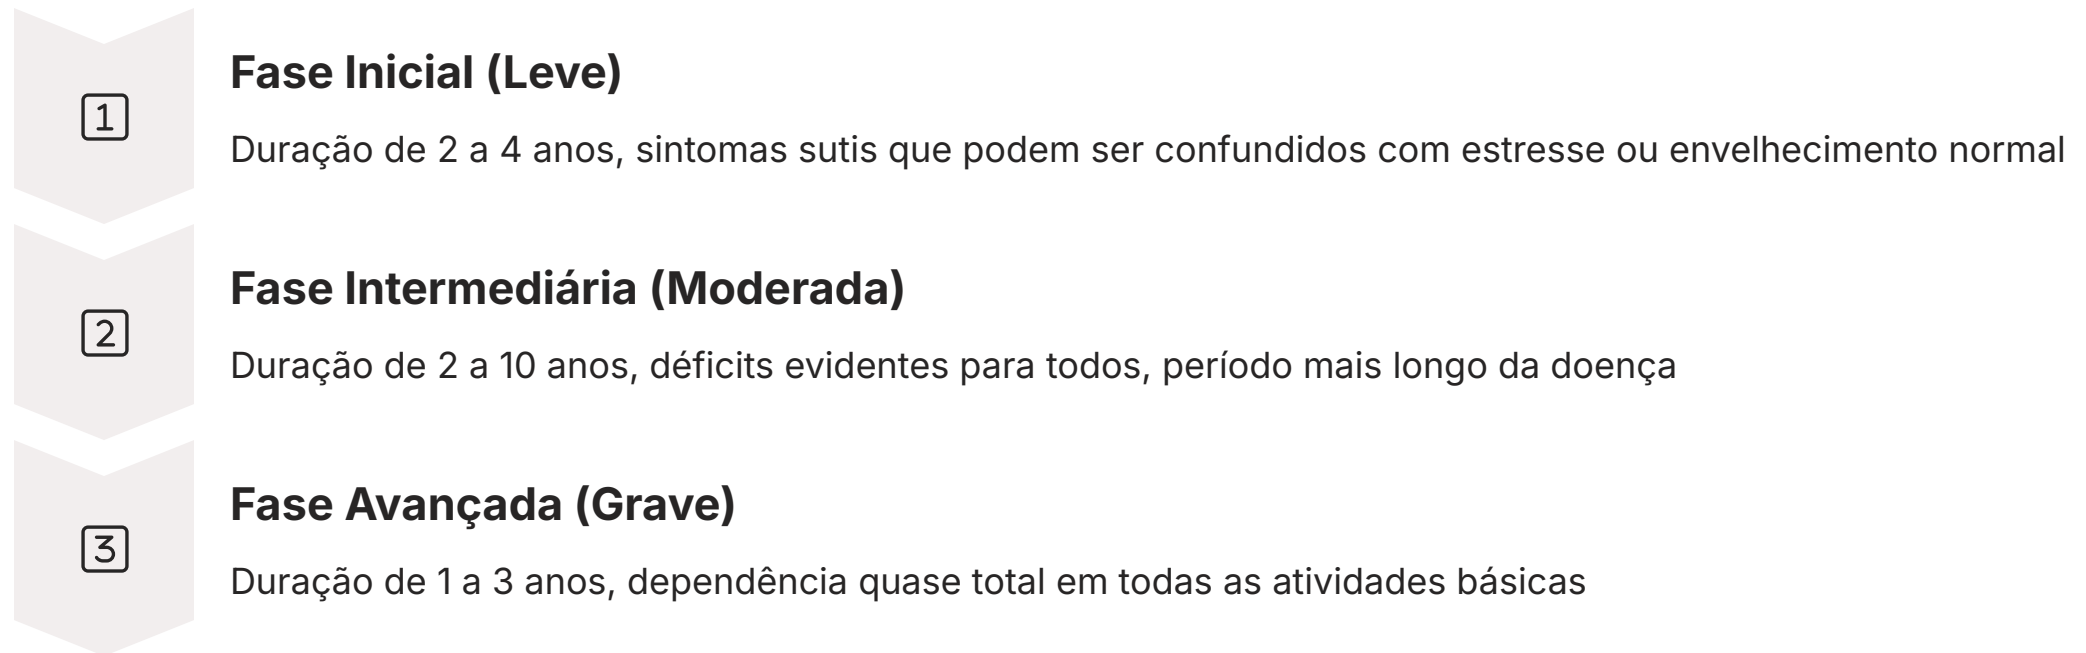 1
Fase Inicial (Leve)
Duração de 2 a 4 anos, sintomas sutis que podem ser confundidos com estresse ou envelhecimento normal
2
Fase Intermediária (Moderada)
Duração de 2 a 10 anos, déficits evidentes para todos, período mais longo da doença
3
Fase Avançada (Grave)
Duração de 1 a 3 anos, dependência quase total em todas as atividades básicas